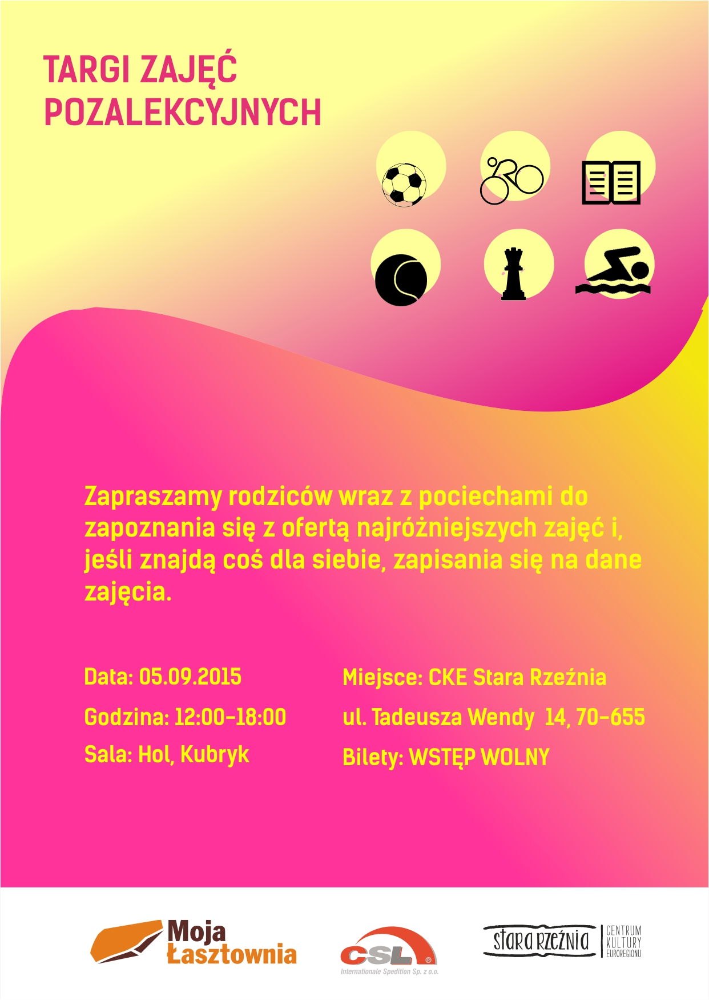 TARGI ZAJĘĆ
POZALEKCYJNYCH
Zapraszamy rodziców wraz z pociechami do
zapoznania się z ofertą najróżniejszych zajęć i,
jeśli znajdą coś dla siebie, zapisania się na dane
zajęcia.
Data: 05.09.2015
Godzina: 12:00-18:00
Sala: Hol, Kubryk
Miejsce: CKE Stara Rzeźnia
ul. Tadeusza Wendy 14, 70-655
Bilety: WSTĘP WOLNY
Moja
Łasztownia
CSL ®
Internationale Spedition Sp. z o.o.
stara rzeźnia
CENTRUM
KULTURY
EUROREGIONU